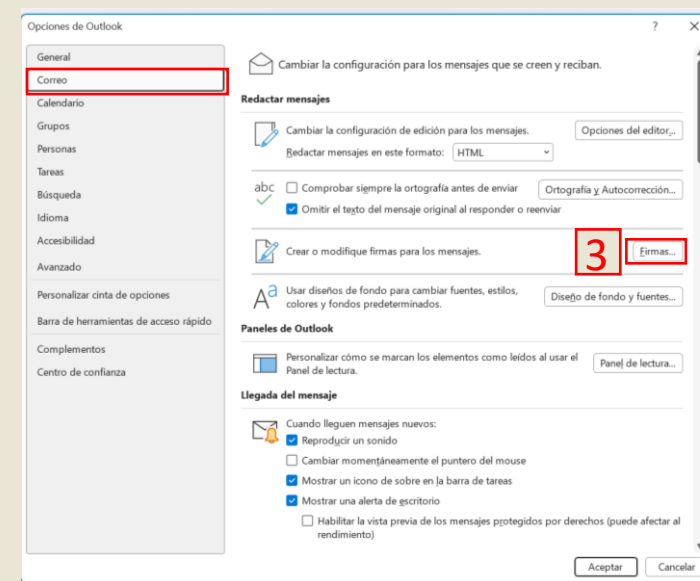 Opciones de Outlook
?
General
Correo
Calendario
Grupos
Personas
Tareas
Búsqueda
Idioma
Accesibilidad
Avanzado
Personalizar cinta de opciones
Barra de herramientas de acceso rápido
Complementos
Centro de confianza
Cambiar la configuración para los mensajes que se creen y reciban.
Redactar mensajes
Cambiar la configuración de edición para los mensajes.
Opciones del editor...
Redactar mensajes en este formato: HTML
abc
Comprobar siempre la ortografía antes de enviar
Ortografía y Autocorrección...
Omitir el texto del mensaje original al responder o reenviar
Crear o modifique firmas para los mensajes.
3
Firmas...
Aa
Usar diseños de fondo para cambiar fuentes, estilos,
colores y fondos predeterminados.
Diseño de fondo y fuentes...
Paneles de Outlook
Personalizar cómo se marcan los elementos como leídos al usar el
Panel de lectura.
Panel de lectura...
Llegada del mensaje
Cuando lleguen mensajes nuevos:
Reproducir un sonido
Cambiar momentáneamente el puntero del mouse
Mostrar un icono de sobre en la barra de tareas
Mostrar una alerta de escritorio
Habilitar la vista previa de los mensajes protegidos por derechos (puede afectar al
rendimiento)
Aceptar
Cancelar